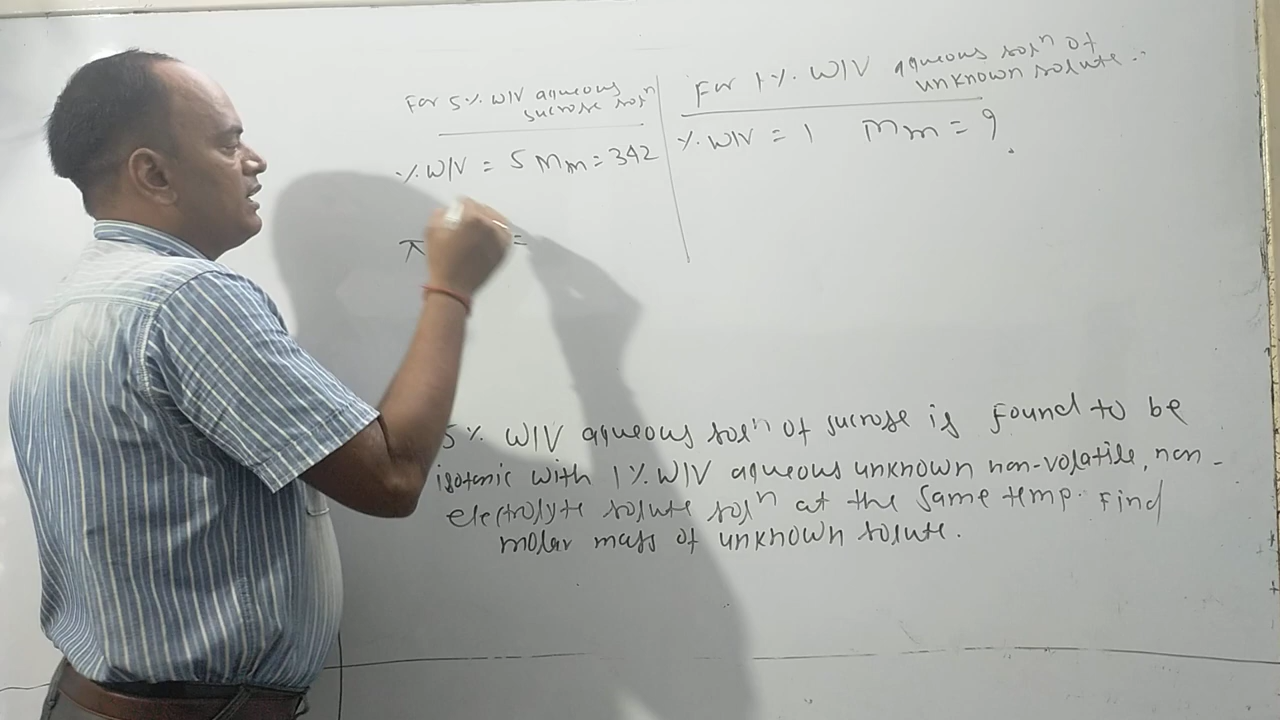 For 5% W/V aqueous
sucrose solⁿ
% W/V = 5 Mm = 342
π =
For 1% W/V aqueous solⁿ of
unknown solute.
% W/V = 1 Mm = ?
5% W/V aqueous solⁿ of sucrose is found to be
isotonic with 1% W/V aqueous unknown non-volatile, non-
electrolyte solute solⁿ at the same temp. Find
molar mass of unknown solute.